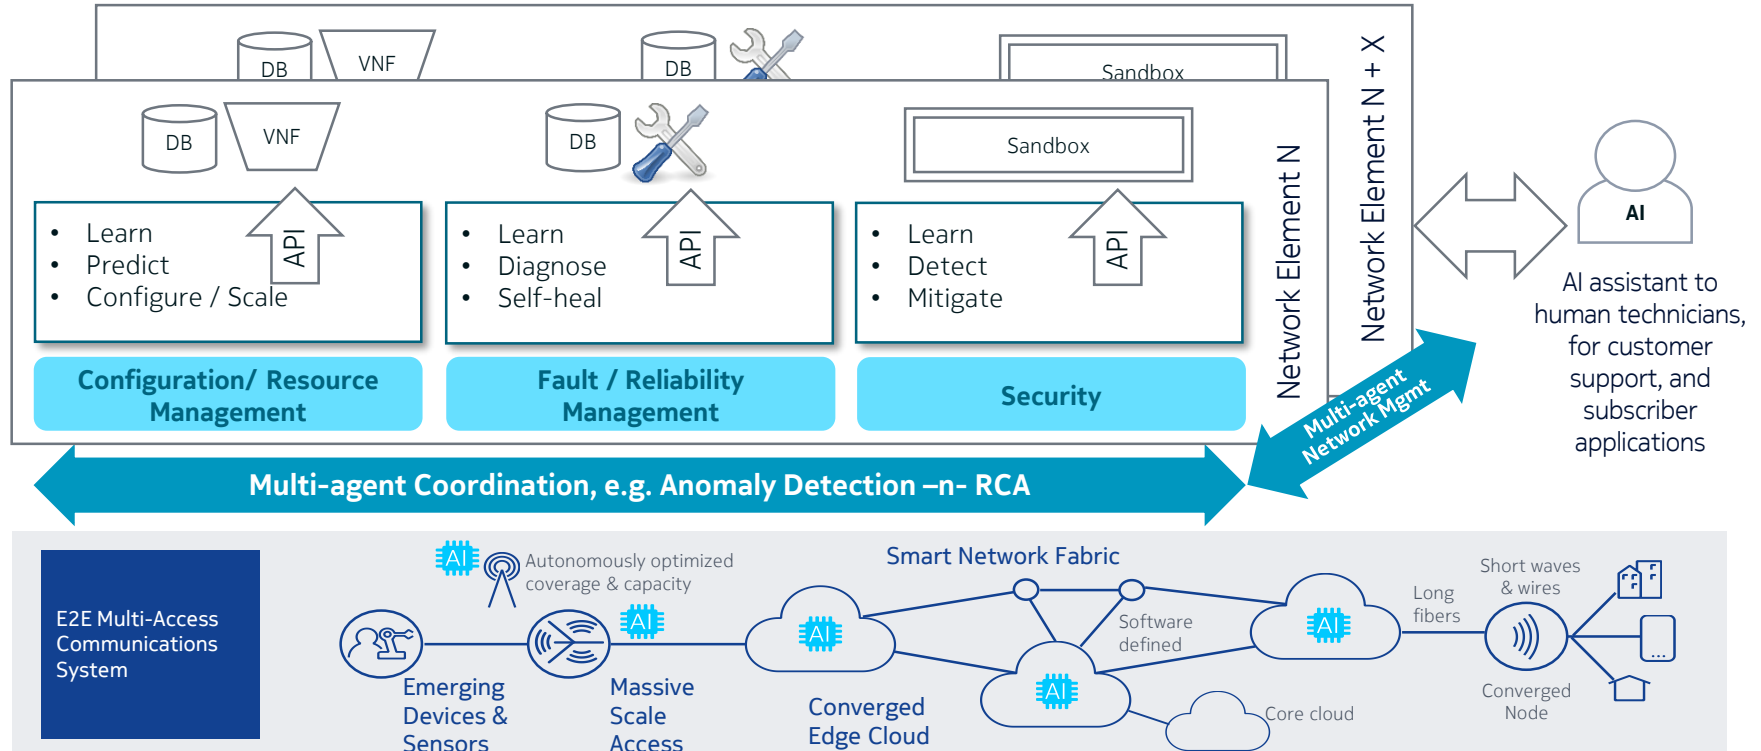 DB
VNF
DB
Sandbox
Network Element N + X
DB
VNF
DB
Sandbox
Network Element N
• Learn
• Predict
• Configure / Scale
API
• Learn
• Diagnose
• Self-heal
API
• Learn
• Detect
• Mitigate
API
Configuration/ Resource
Management
Fault / Reliability
Management
Security
AI
AI assistant to
human technicians,
for customer
support, and
subscriber
applications
Multi-agent
Network Mgmt
Multi-agent Coordination, e.g. Anomaly Detection –n- RCA
E2E Multi-Access
Communications
System
AI
Autonomously optimized
coverage & capacity
AI
Emerging
Devices &
Sensors
Massive
Scale
Access
AI
Converged
Edge Cloud
Smart Network Fabric
Software
defined
AI
Core cloud
AI
Long
fibers
Short waves
& wires
Converged
Node
...